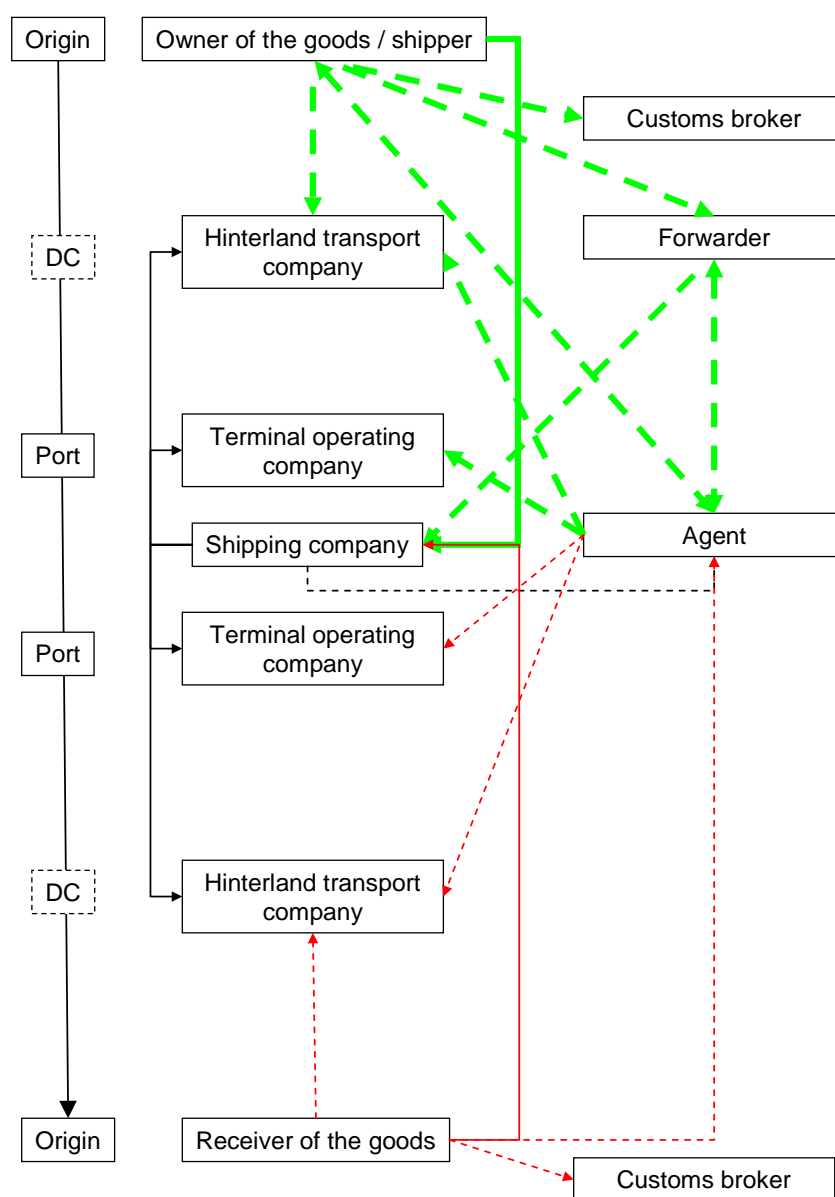 Origin
Owner of the goods / shipper
Customs broker
DC
Hinterland transport
company
Forwarder
Port
Terminal operating
company
Shipping company
Agent
Port
Terminal operating
company
DC
Hinterland transport
company
Origin
Receiver of the goods
Customs broker